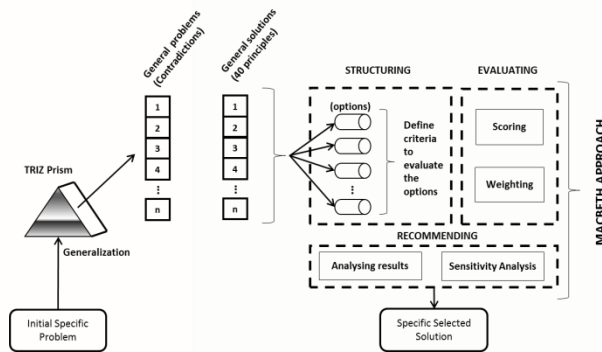 General problems
(Contradictions)
General solutions
(40 principles)
1
2
3
4
⋮
n
1
2
3
4
⋮
n
TRIZ Prism
Generalization
Initial Specific
Problem
STRUCTURING
(options)
⋮
Define
criteria
to
evaluate
the
options
EVALUATING
Scoring
Weighting
RECOMMENDING
Analysing results
Sensitivity Analysis
Specific Selected
Solution
MACBETH APPROACH